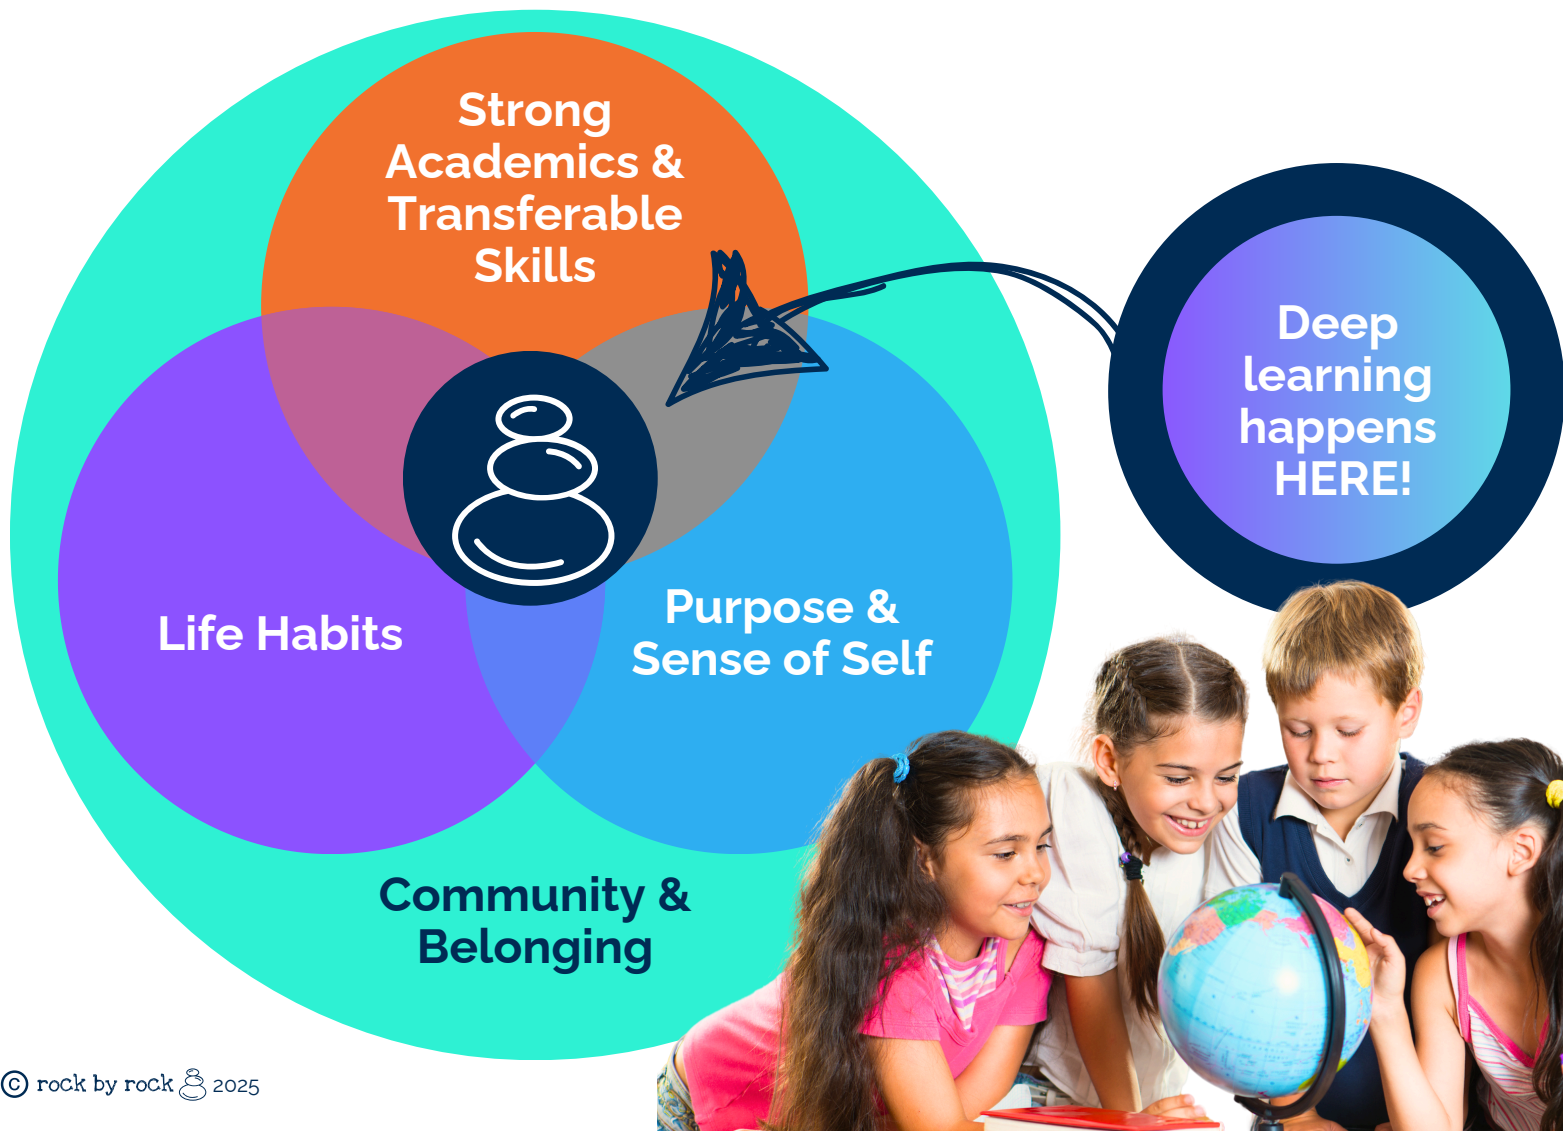 Strong
Academics &
Transferable
Skills
Deep
learning
happens
HERE!
Life Habits
Purpose &
Sense of Self
Community &
Belonging
© rock by rock 2025